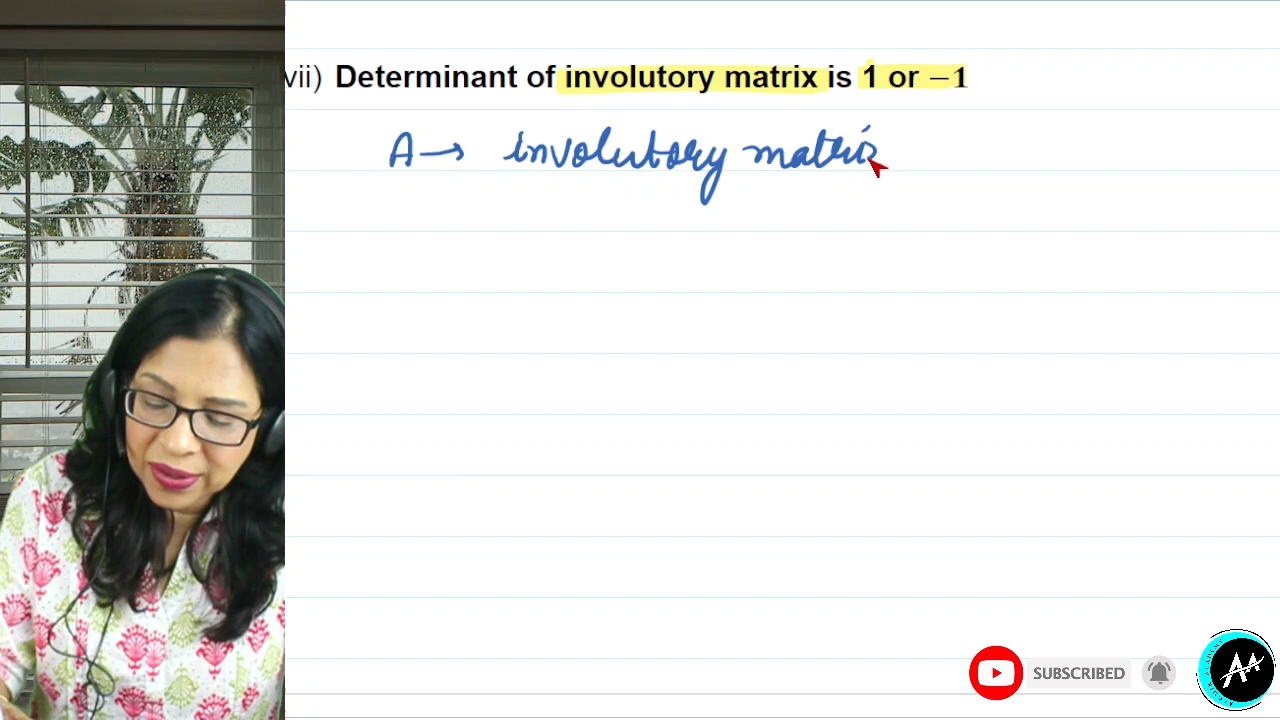 vii) Determinant of involutory matrix is 1 or −1
A → involutory matrix
SUBSCRIBED
A+